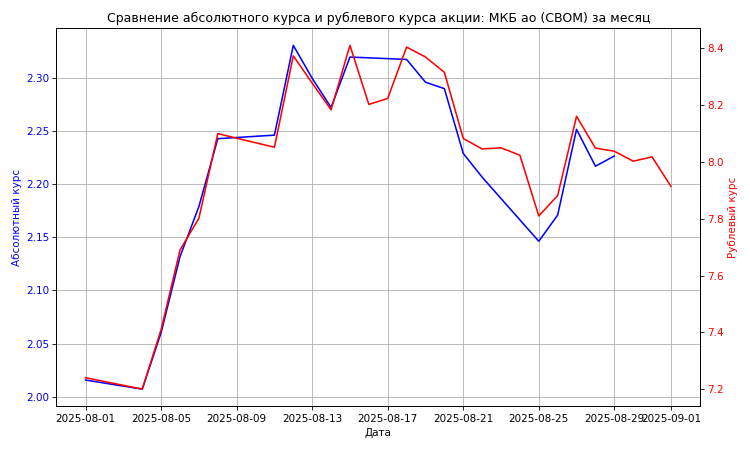 Сравнение абсолютного курса и рублевого курса акции: МКБ ао (CBOM) за месяц
Абсолютный курс
2.30
2.25
2.20
2.15
2.10
2.05
2.00
8.4
8.2
8.0
7.8
7.6
7.4
7.2
Рублевый курс
2025-08-01 2025-08-05 2025-08-09 2025-08-13 2025-08-17 2025-08-21 2025-08-25 2025-08-29 2025-09-01
Дата